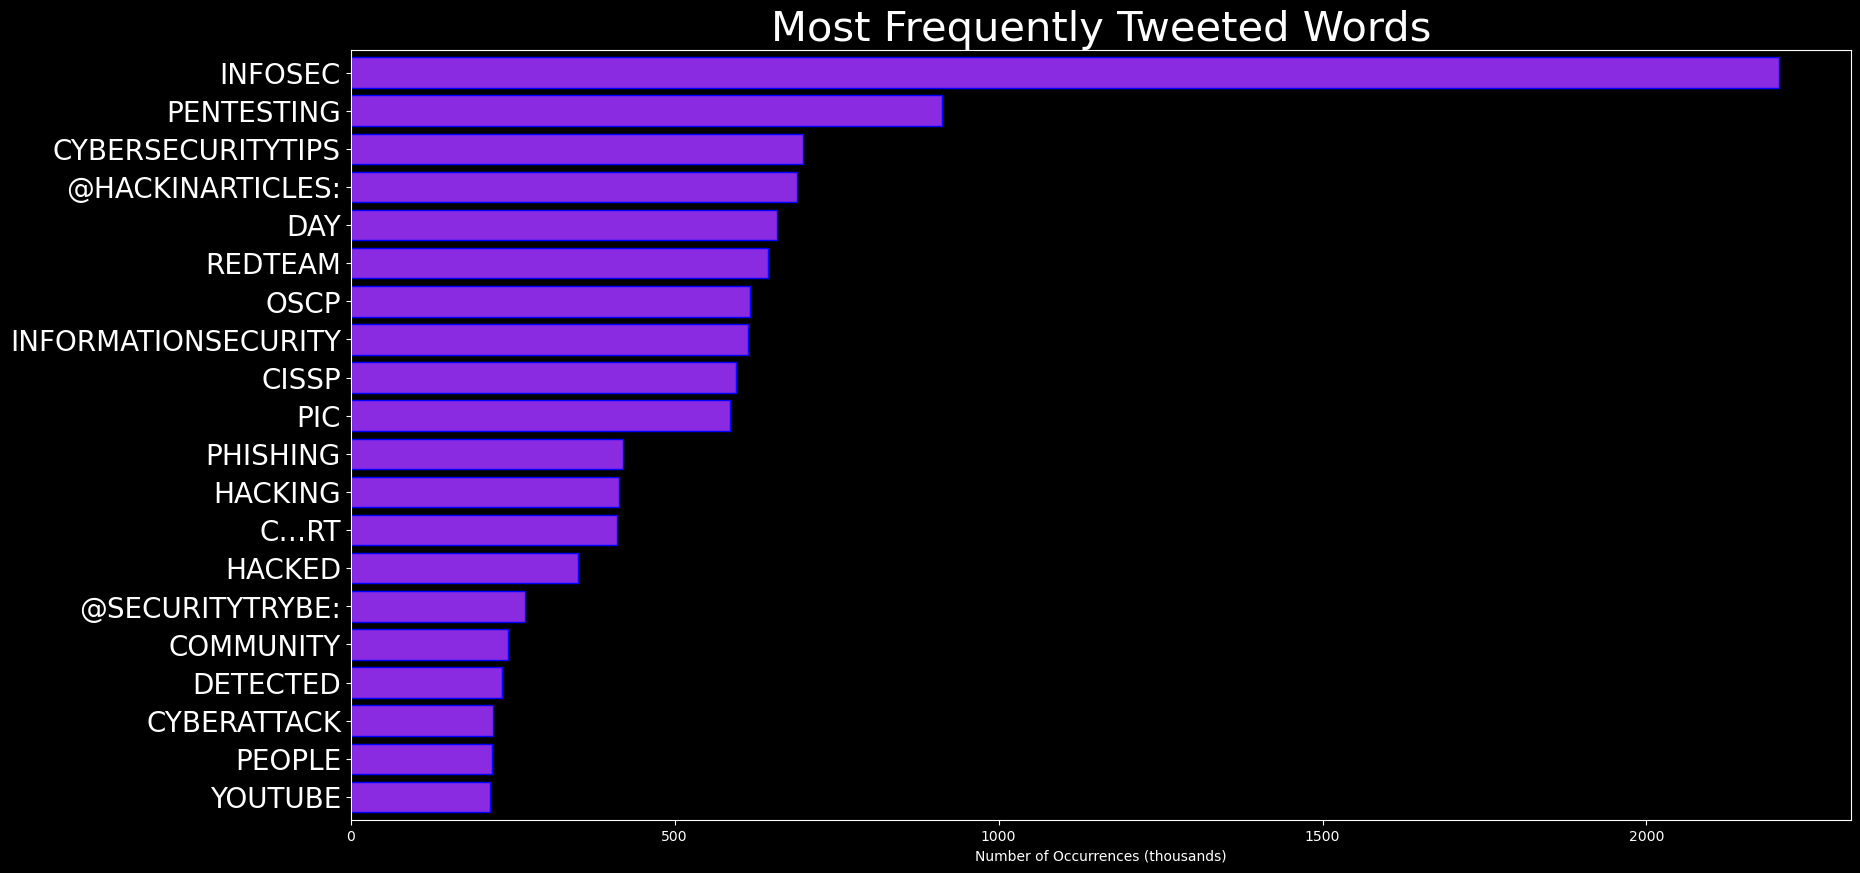 Most Frequently Tweeted Words
INFOSEC
PENTESTING
CYBERSECURITYTIPS
@HACKINARTICLES:
DAY
REDTEAM
OSCP
INFORMATIONSECURITY
CISSP
PIC
PHISHING
HACKING
C…RT
HACKED
@SECURITYTRYBE:
COMMUNITY
DETECTED
CYBERATTACK
PEOPLE
YOUTUBE
0 500 1000 1500 2000
Number of Occurrences (thousands)